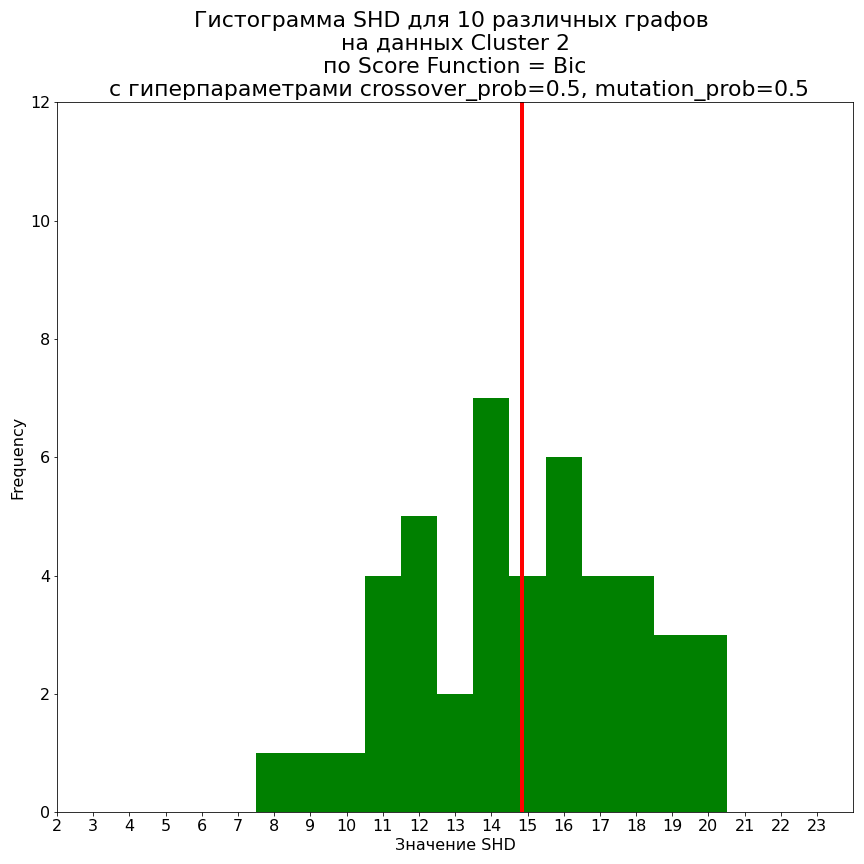 Гистограмма SHD для 10 различных графов
на данных Cluster 2
по Score Function = Bic
с гиперпараметрами crossover_prob=0.5, mutation_prob=0.5
12
10
8
6
4
2
0
Frequency
2 3 4 5 6 7 8 9 10 11 12 13 14 15 16 17 18 19 20 21 22 23
Значение SHD